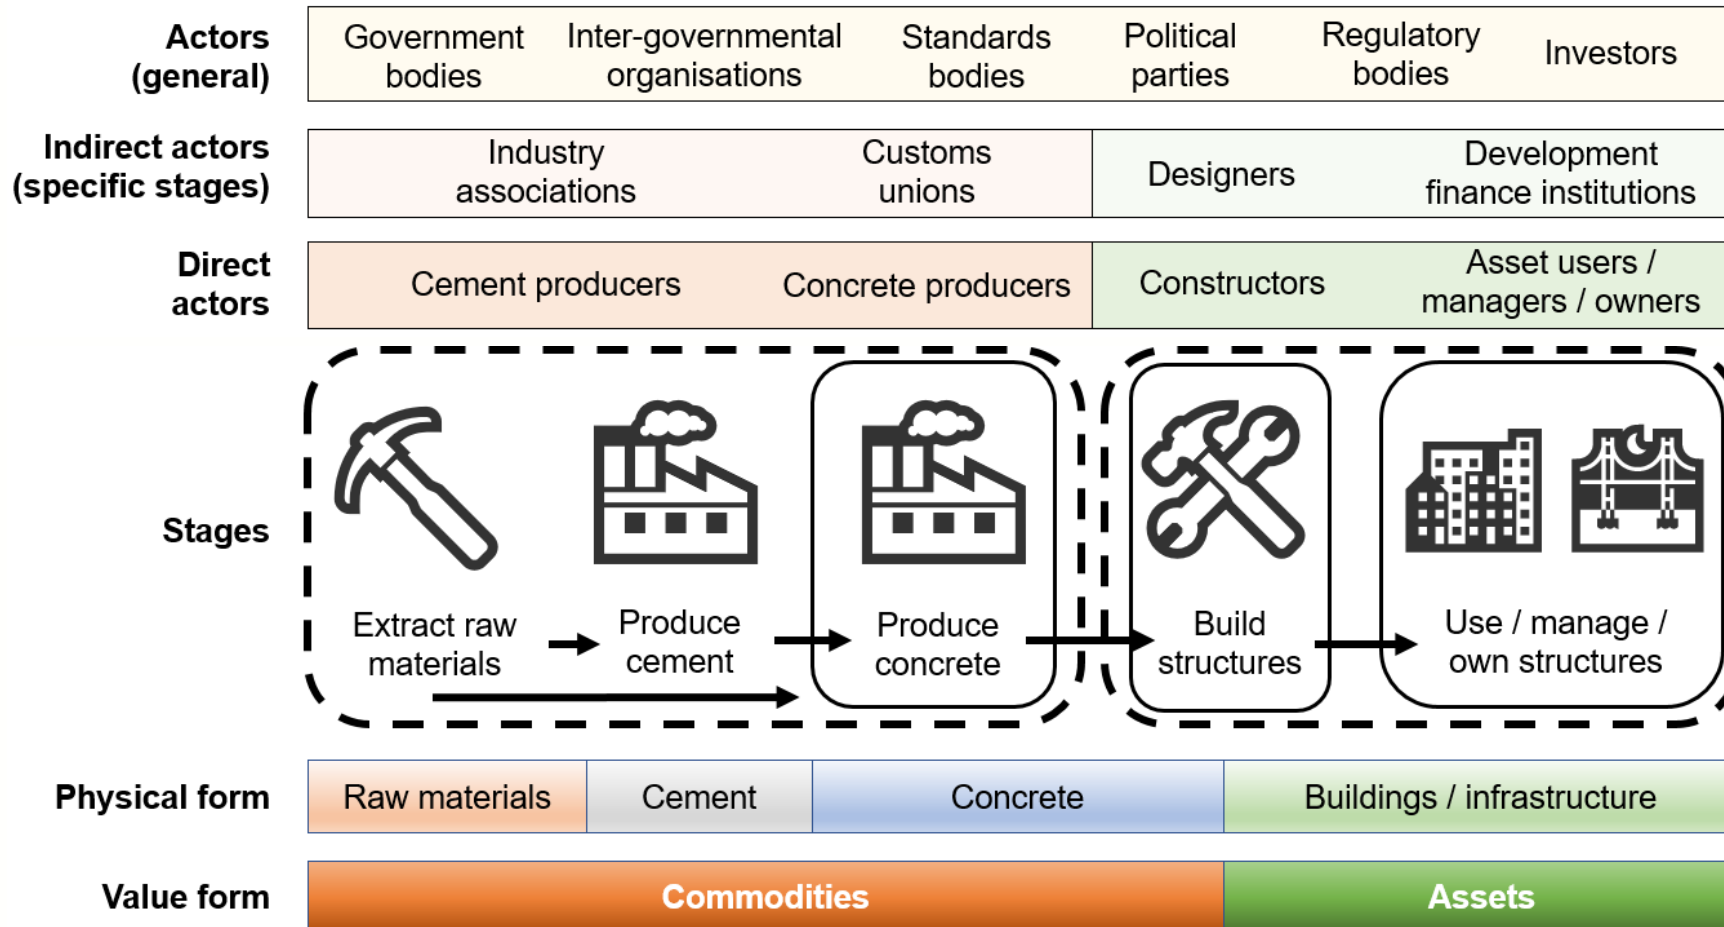 Actors
(general)
Government
bodies
Inter-governmental
organisations
Standards
bodies
Political
parties
Regulatory
bodies
Investors
Indirect actors
(specific stages)
Industry
associations
Customs
unions
Designers
Development
finance institutions
Direct
actors
Cement producers
Concrete producers
Constructors
Asset users /
managers / owners
Stages
Extract raw
materials
Produce
cement
Produce
concrete
Build
structures
Use / manage /
own structures
Physical form
Raw materials
Cement
Concrete
Buildings / infrastructure
Value form
Commodities
Assets